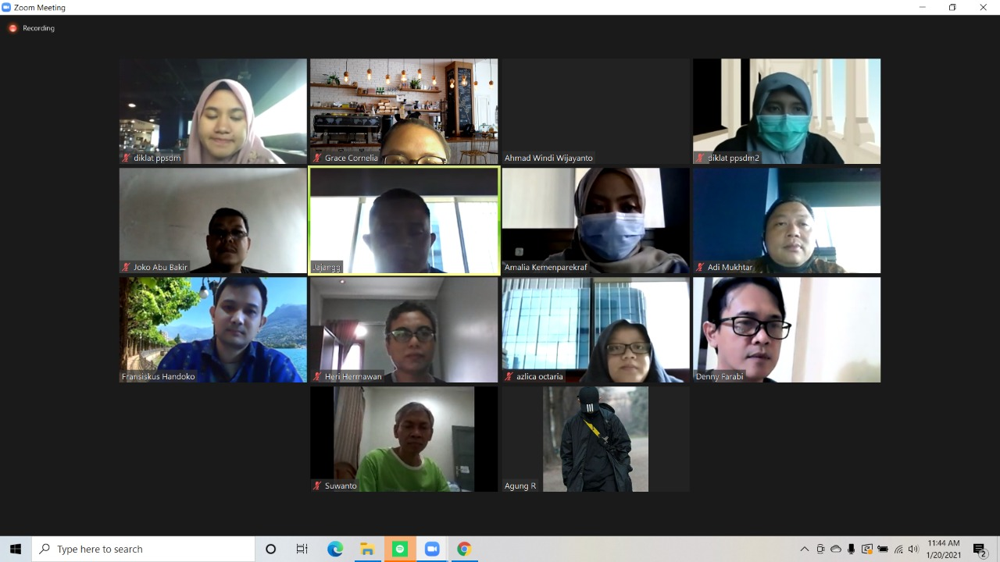 Zoom Meeting
Recording
diklat ppsdm
Grace Cornelia
Ahmad Windi Wijayanto
diklat ppsdm2
Joko Abu Bakir
Jajangg
Amalia Kemenparekraf
Adi Mukhtar
Fransiskus Handoko
Heri Hermawan
azlica octaria
Denny Farabi
Suwanto
Agung R
Type here to search
11:44 AM
1/20/2021
2